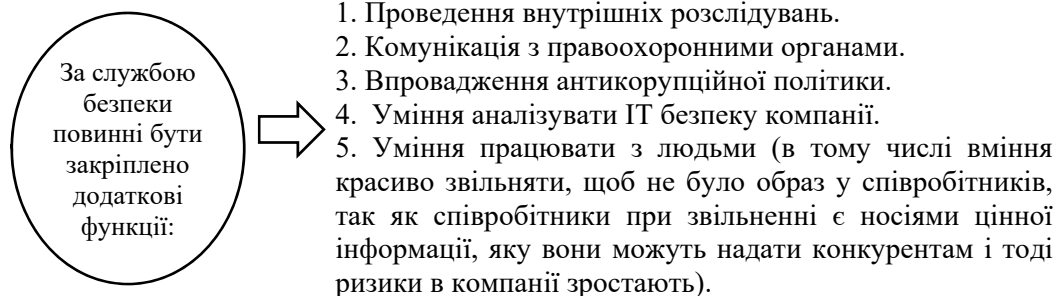 За службою
безпеки
повинні бути
закріплено
додаткові
функції:
1. Проведення внутрішніх розслідувань.
2. Комунікація з правоохоронними органами.
3. Впровадження антикорупційної політики.
4. Уміння аналізувати ІТ безпеку компанії.
5. Уміння працювати з людьми (в тому числі вміння
красиво звільняти, щоб не було образ у співробітників,
так як співробітники при звільненні є носіями цінної
інформації, яку вони можуть надати конкурентам і тоді
ризики в компанії зростають).